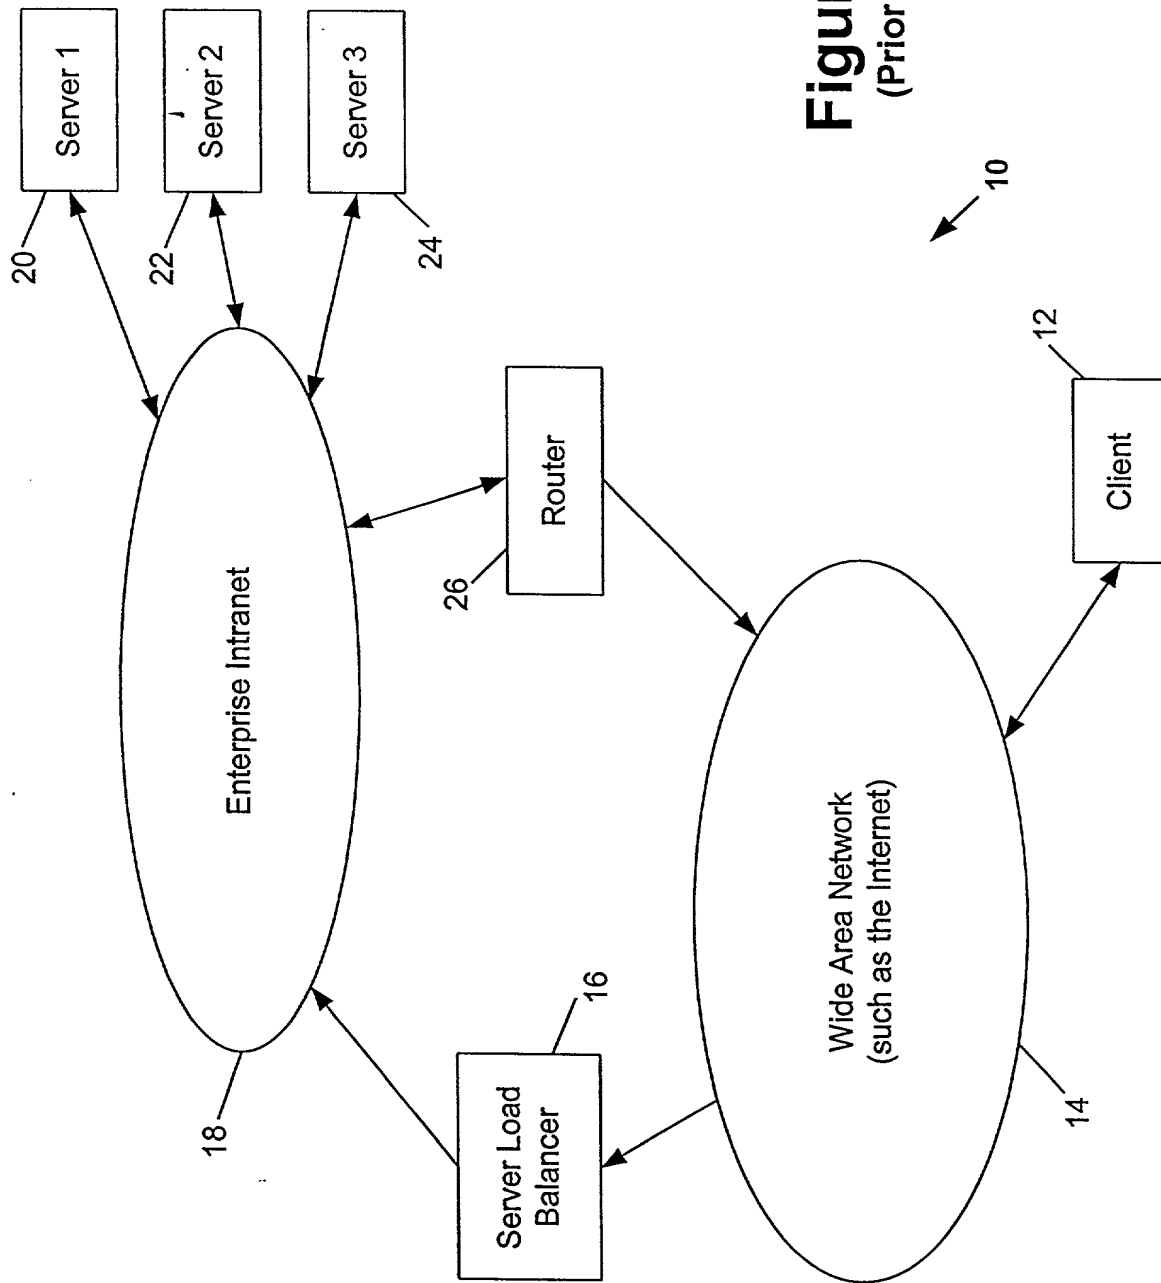 Server 1
20
Server 2
22
Server 3
24
Enterprise Intranet
18
Router
26
Server Load
Balancer
16
Wide Area Network
(such as the Internet)
14
Client
12
10
(Prior